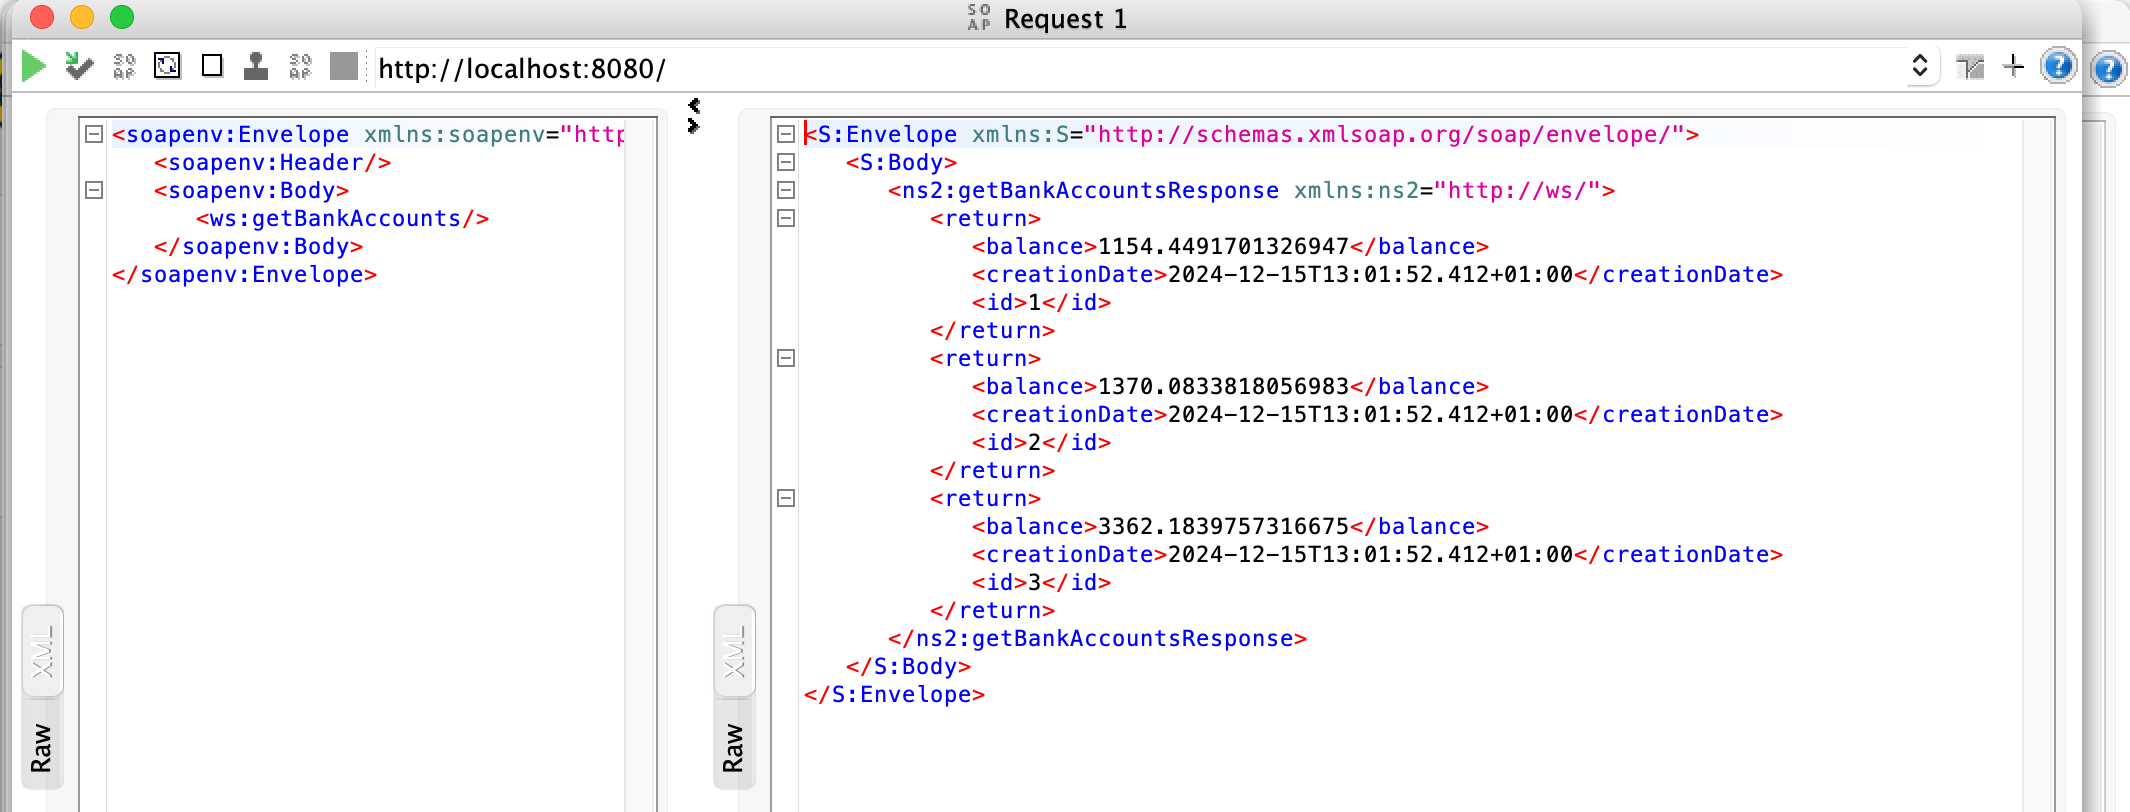 SO
AP
Request 1
SO
AP
SO
AP
http://localhost:8080/
<soapenv:Envelope xmlns:soapenv="http
<soapenv:Header/>
<soapenv:Body>
<ws:getBankAccounts/>
</soapenv:Body>
</soapenv:Envelope>
XML
Raw
<S:Envelope xmlns:S="http://schemas.xmlsoap.org/soap/envelope/">
<S:Body>
<ns2:getBankAccountsResponse xmlns:ns2="http://ws/">
<return>
<balance>1154.4491701326947</balance>
<creationDate>2024-12-15T13:01:52.412+01:00</creationDate>
<id>1</id>
</return>
<return>
<balance>1370.0833818056983</balance>
<creationDate>2024-12-15T13:01:52.412+01:00</creationDate>
<id>2</id>
</return>
<return>
<balance>3362.1839757316675</balance>
<creationDate>2024-12-15T13:01:52.412+01:00</creationDate>
<id>3</id>
</return>
</ns2:getBankAccountsResponse>
</S:Body>
</S:Envelope>
XML
Raw